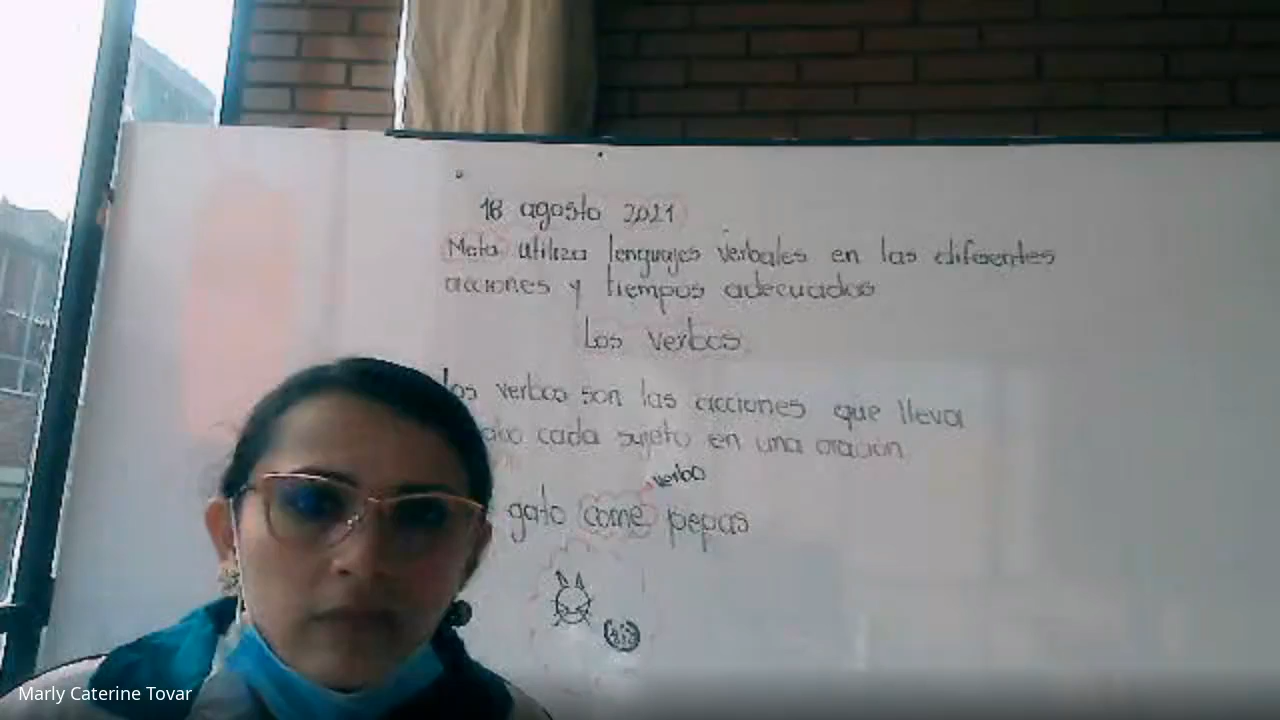 18 agosto 2021
Meta utiliza lenguajes verbales en las diferentes
acciones y tiempos adecuados
Los verbos
los verbos son las acciones que lleva
cabo cada sujeto en una oración
verbo
gato come pepas
Marly Caterine Tovar